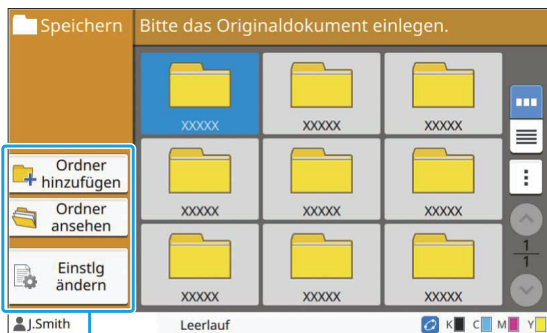 Speichern
Bitte das Originaldokument einlegen.
XXXXX XXXXX XXXXX
Ordner
hinzufügen
XXXXX XXXXX XXXXX
Ordner
ansehen
1
1
Einstlg
ändern
XXXXX XXXXX XXXXX
J.Smith
Leerlauf
K C M Y